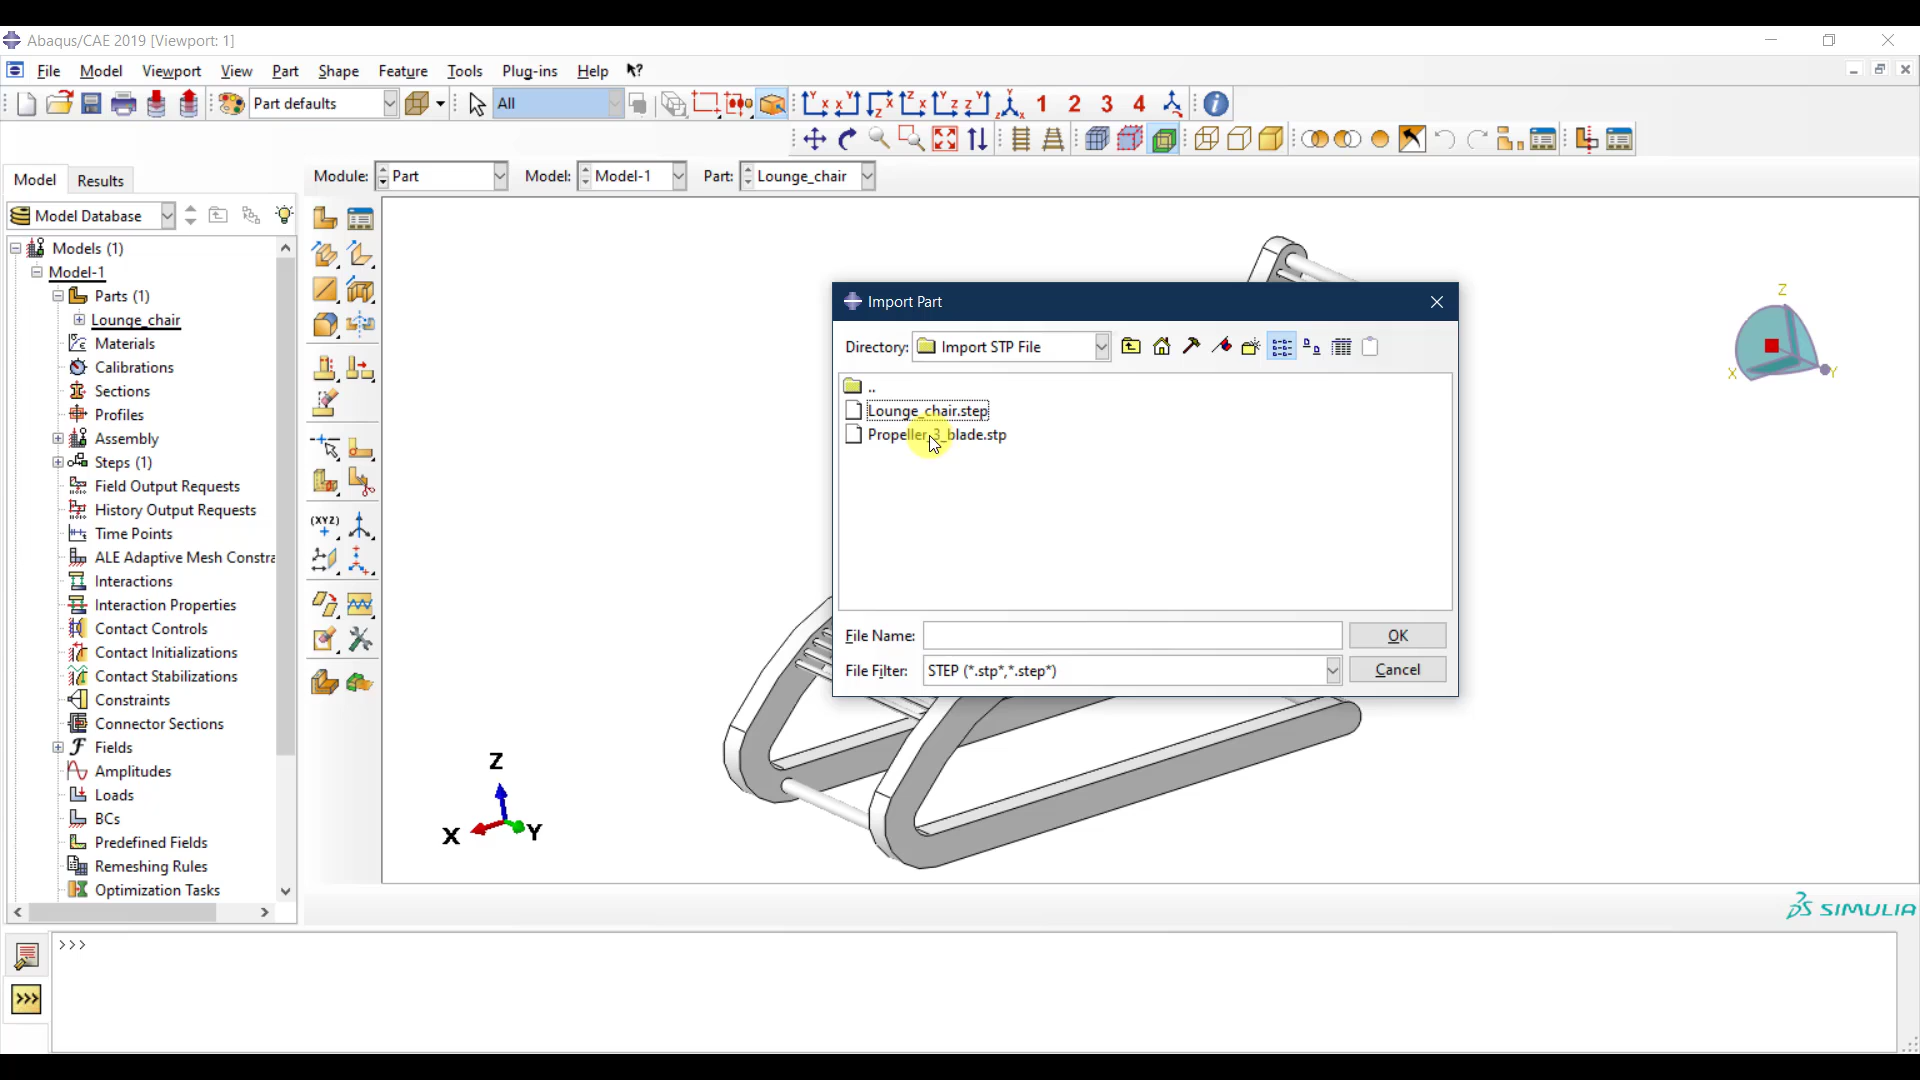 Abaqus/CAE 2019 [Viewport: 1]
File Model Viewport View Part Shape Feature Tools Plug-ins Help
Part defaults All 1 2 3 4
Module: Part Model: Model-1 Part: Lounge_chair
Model Results
Model Database
Models (1)
Model-1
Parts (1)
Lounge_chair
Materials
Calibrations
Sections
Profiles
Assembly
Steps (1)
Field Output Requests
History Output Requests
Time Points
ALE Adaptive Mesh Constra
Interactions
Interaction Properties
Contact Controls
Contact Initializations
Contact Stabilizations
Constraints
Connector Sections
Fields
Amplitudes
Loads
BCs
Predefined Fields
Remeshing Rules
Optimization Tasks
(XYZ)
Import Part
Directory: Import STP File
..
Lounge_chair.step
Propeller_3_blade.stp
File Name: OK
File Filter: STEP (*.stp*,*.step*) Cancel
Z
X Y
Z
X Y
SIMULIA
>>>
>>>